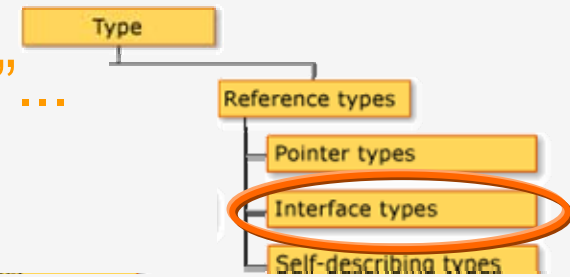 Type
”...
Reference types
Pointer types
Interface types
Self-describing types